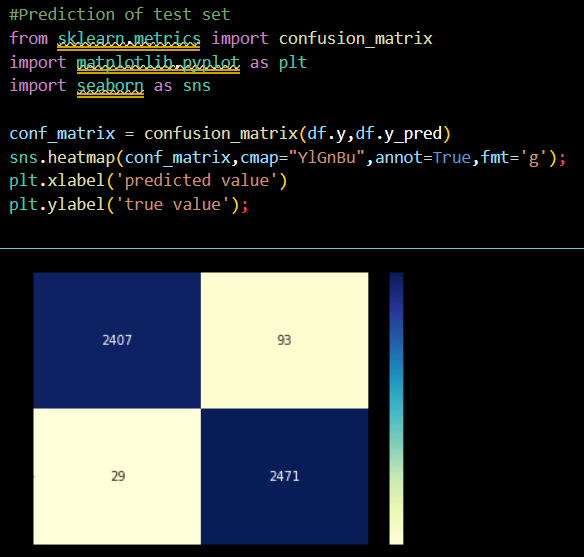 #Prediction of test set
from sklearn.metrics import confusion_matrix
import matplotlib.pyplot as plt
import seaborn as sns
conf_matrix = confusion_matrix(df.y,df.y_pred)
sns.heatmap(conf_matrix,cmap="YlGnBu",annot=True,fmt='g');
plt.xlabel('predicted value')
plt.ylabel('true value');
2407 93
29 2471